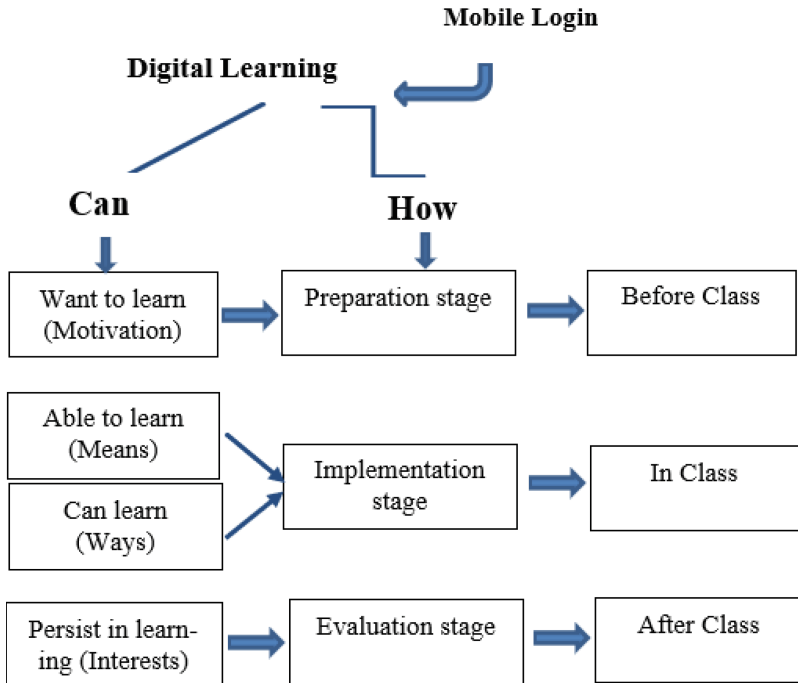 Mobile Login
Digital Learning
Can
How
Want to learn
(Motivation)
Preparation stage
Before Class
Able to learn
(Means)
Can learn
(Ways)
Implementation
stage
In Class
Persist in learn-
ing (Interests)
Evaluation stage
After Class